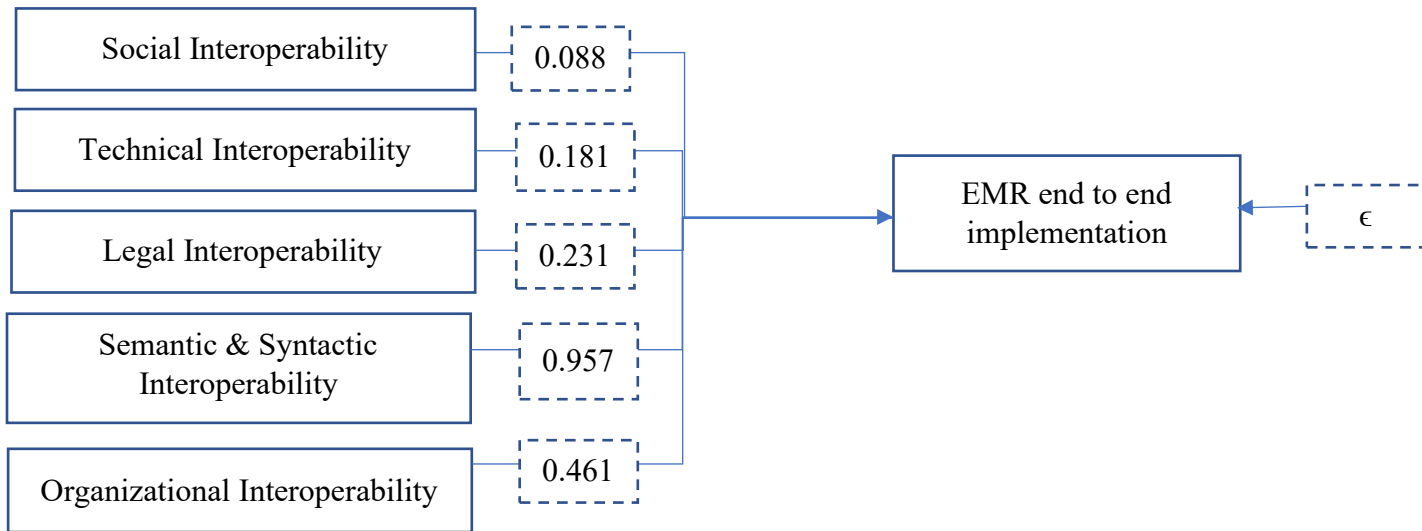 Social Interoperability
0.088
Technical Interoperability
0.181
Legal Interoperability
0.231
Semantic & Syntactic
Interoperability
0.957
Organizational Interoperability
0.461
EMR end to end
implementation
ϵ